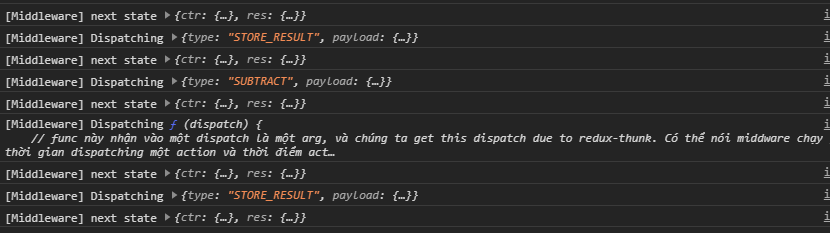 [Middleware] next state ▶{ctr: {…}, res: {…}}
[Middleware] Dispatching ▶{type: "STORE_RESULT", payload: {…}}
[Middleware] next state ▶{ctr: {…}, res: {…}}
[Middleware] Dispatching ▶{type: "SUBTRACT", payload: {…}}
[Middleware] next state ▶{ctr: {…}, res: {…}}
[Middleware] Dispatching ƒ (dispatch) {
// func này nhận vào một dispatch là một arg, và chúng ta get this dispatch due to redux-thunk. Có thể nói middware chạy
thời gian dispatching một action và thời điểm act…
[Middleware] next state ▶{ctr: {…}, res: {…}}
[Middleware] Dispatching ▶{type: "STORE_RESULT", payload: {…}}
[Middleware] next state ▶{ctr: {…}, res: {…}}